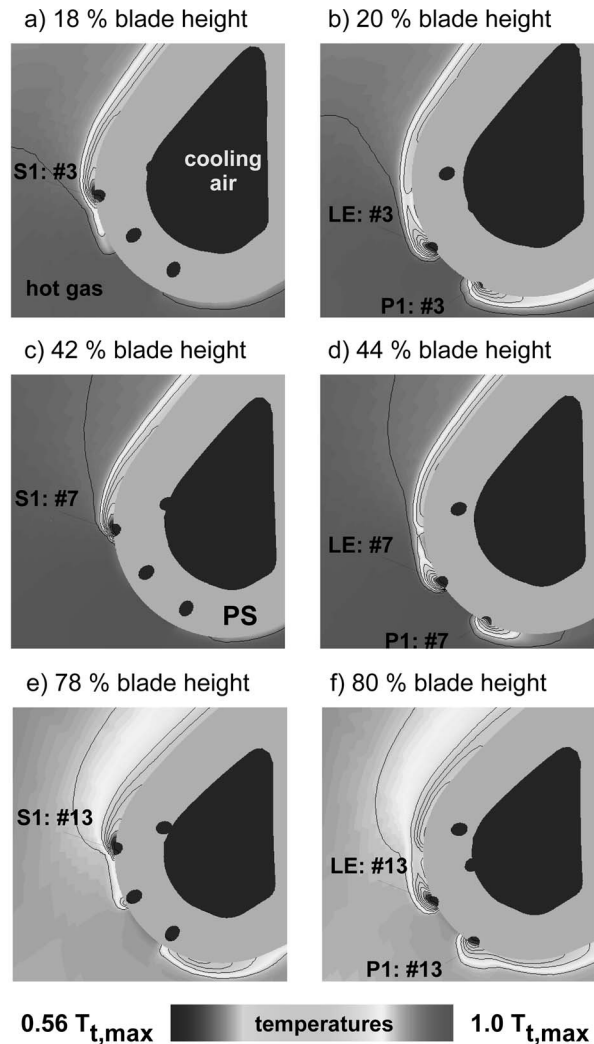 a) 18 % blade height
b) 20 % blade height
S1: #3
cooling
air
hot gas
LE: #3
P1: #3
c) 42 % blade height
d) 44 % blade height
S1: #7
PS
LE: #7
P1: #7
e) 78 % blade height
f) 80 % blade height
S1: #13
LE: #13
P1: #13
0.56 Tt,max temperatures 1.0 Tt,max